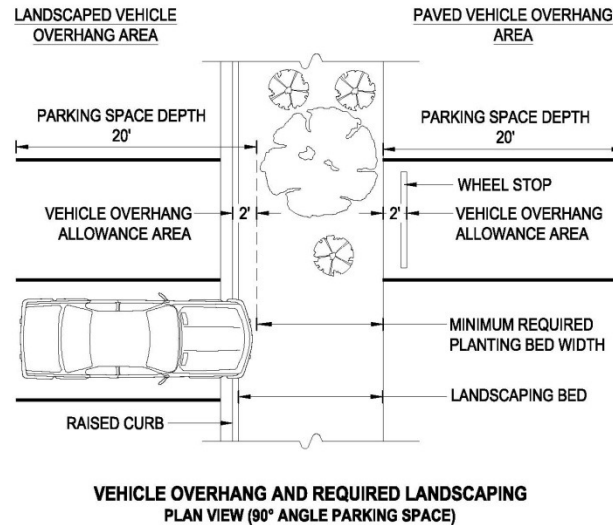 LANDSCAPED VEHICLE
OVERHANG AREA
PAVED VEHICLE OVERHANG
AREA
PARKING SPACE DEPTH
20'
PARKING SPACE DEPTH
20'
WHEEL STOP
VEHICLE OVERHANG
ALLOWANCE AREA
2'
2'
VEHICLE OVERHANG
ALLOWANCE AREA
MINIMUM REQUIRED
PLANTING BED WIDTH
LANDSCAPING BED
RAISED CURB
VEHICLE OVERHANG AND REQUIRED LANDSCAPING
PLAN VIEW (90° ANGLE PARKING SPACE)